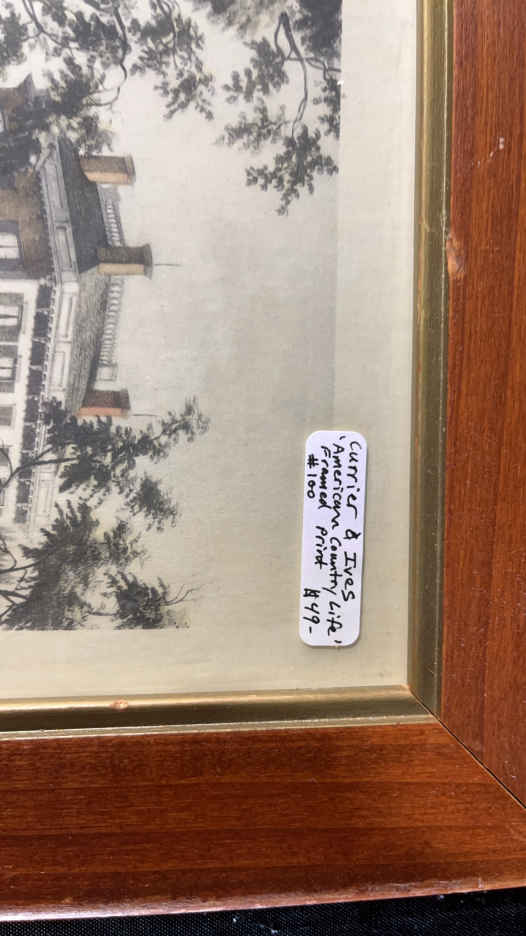 Currier & Ives
'American Country Life'
Framed Print
#100 $49-